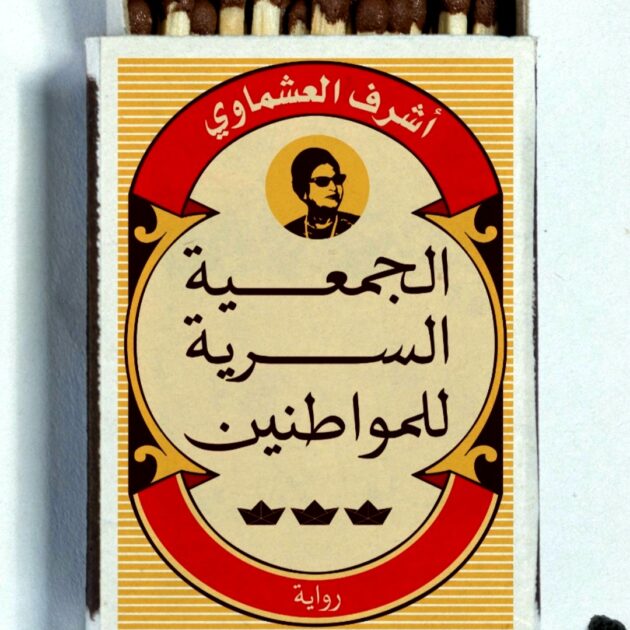 أشرف العشماوي
الجمعية
السرية
للمواطنين
رواية